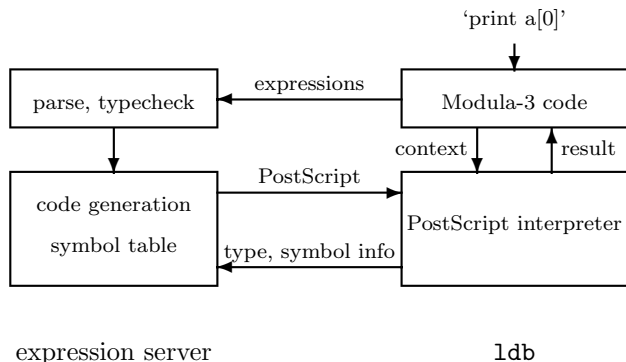 ‘print a[0]’
expressions
parse, typecheck
Modula-3 code
context
result
PostScript
code generation
symbol table
PostScript interpreter
type, symbol info
expression server
ldb